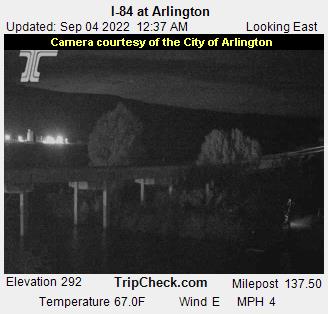 I-84 at Arlington
Updated: Sep 04 2022 12:37 AM Looking East
Camera courtesy of the City of Arlington
Elevation 292 TripCheck.com Milepost 137.50
Temperature 67.0F Wind E MPH 4